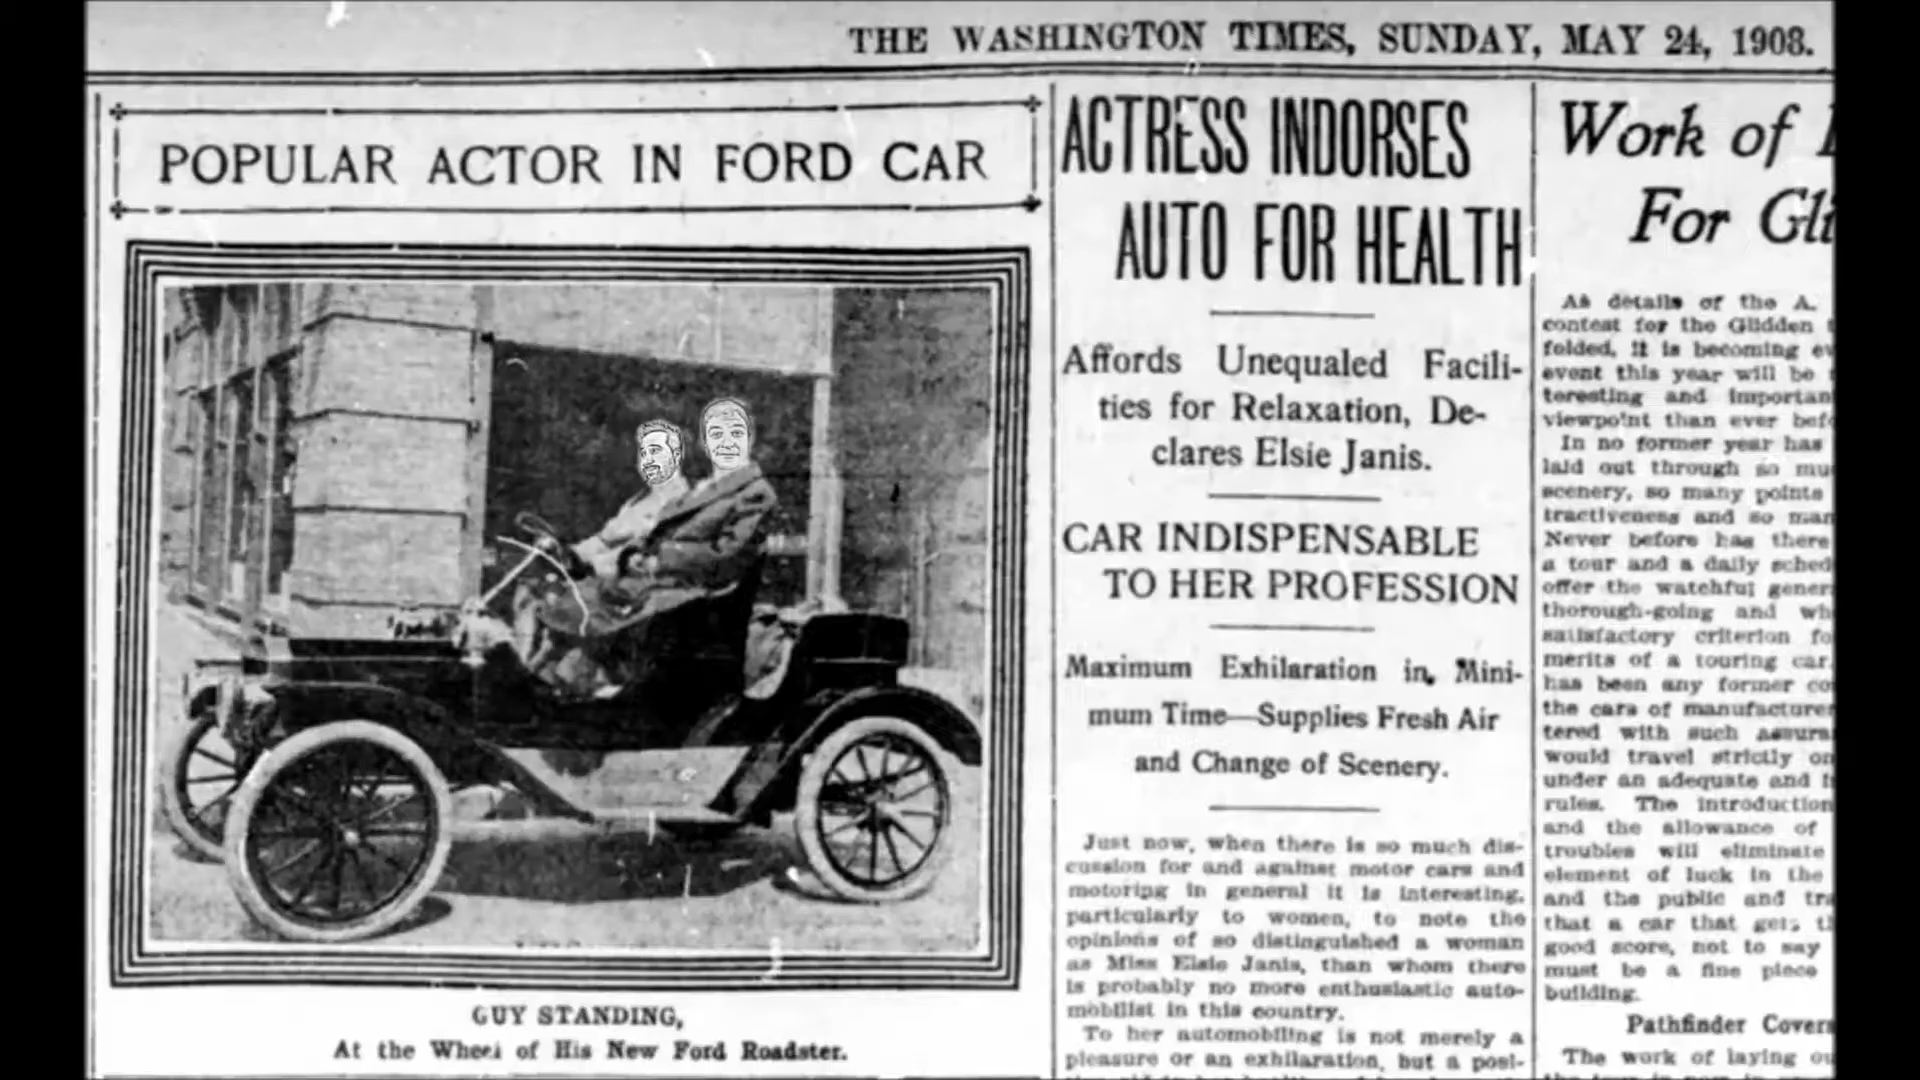 THE WASHINGTON TIMES, SUNDAY, MAY 24, 1908.
POPULAR ACTOR IN FORD CAR
GUY STANDING,
At the Wheel of His New Ford Roadster.
ACTRESS INDORSES
AUTO FOR HEALTH
Affords Unequaled Facili-
ties for Relaxation, De-
clares Elsie Janis.
CAR INDISPENSABLE
TO HER PROFESSION
Maximum Exhilaration in Mini-
mum Time—Supplies Fresh Air
and Change of Scenery.
Just now, when there is so much dis-
cussion for and against motor cars and
motoring in general it is interesting,
particularly to women, to note the
opinions of so distinguished a woman
as Miss Elsie Janis, than whom there
is probably no more enthusiastic auto-
mobilist in this country.
To her automobiling is not merely a
pleasure or an exhilaration, but a posi-
Work of
For Gli
As details of the A.
contest for the Glidden
folded, it is becoming ev
event this year will be
teresting and importan
viewpoint than ever bef
In no former year has
laid out through so mu
scenery, so many points
tractiveness and so man
Never before has there
a tour and a daily sched
offer the watchful gener
thorough-going and wh
satisfactory criterion fo
merits of a touring car.
has been any former co
the cars of manufacturer
tered with such assura
would travel strictly on
under an adequate and
rules. The introduction
and the allowance of
troubles will eliminate
element of luck in the
and the public and tra
that a car that gets
good score, not to say
must be a fine piece
building.
Pathfinder Covers
The work of laying ou